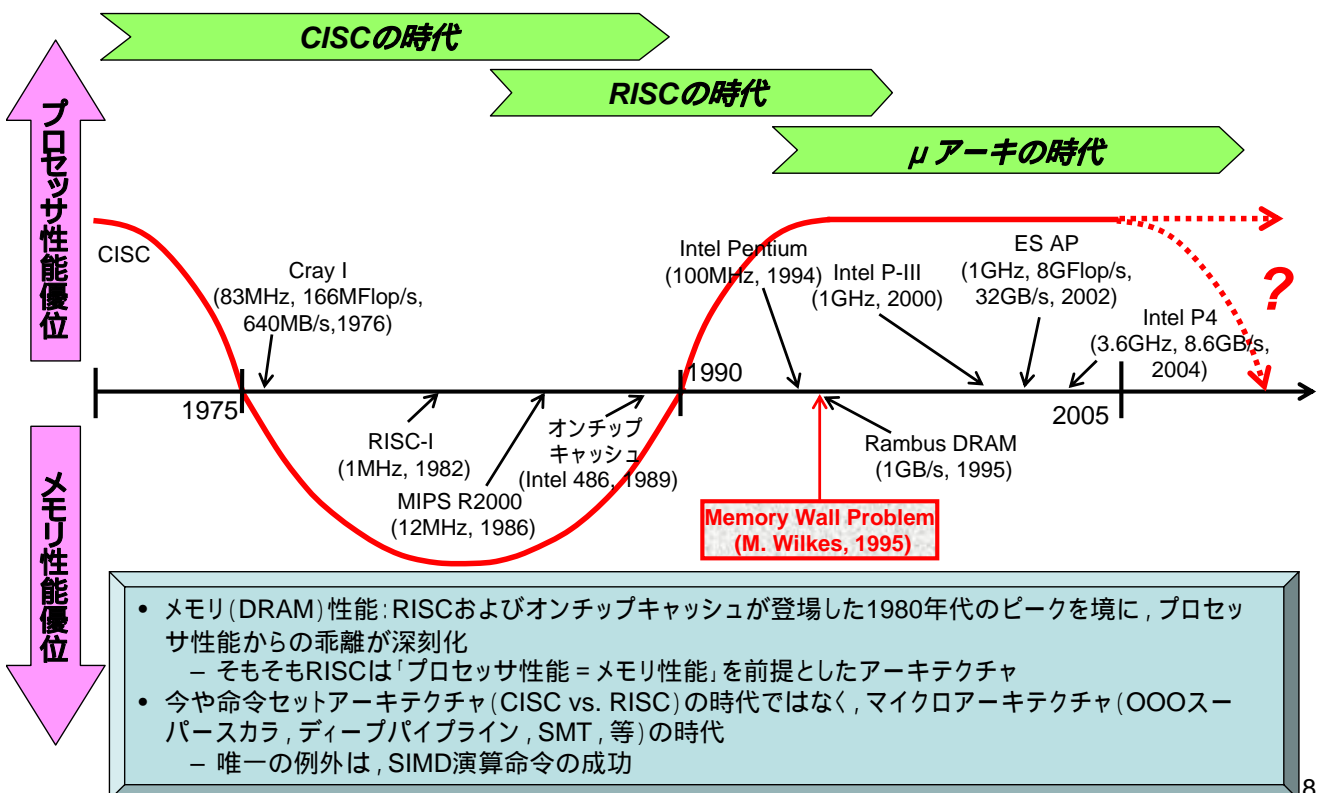 CISCの時代
RISCの時代
μアーキの時代
プロセッサ性能優位
CISC
Cray I
(83MHz, 166MFlop/s,
640MB/s,1976)
Intel Pentium
(100MHz, 1994)
Intel P-III
(1GHz, 2000)
ES AP
(1GHz, 8GFlop/s,
32GB/s, 2002)
Intel P4
(3.6GHz, 8.6GB/s,
2004)
?
1975
1990
2005
RISC-I
(1MHz, 1982)
MIPS R2000
(12MHz, 1986)
オンチップ
キャッシュ
(Intel 486, 1989)
Rambus DRAM
(1GB/s, 1995)
Memory Wall Problem
(M. Wilkes, 1995)
メモリ性能優位
• メモリ(DRAM)性能:RISCおよびオンチップキャッシュが登場した1980年代のピークを境に,プロセッ
サ性能からの乖離が深刻化
– そもそもRISCは「プロセッサ性能=メモリ性能」を前提としたアーキテクチャ
• 今や命令セットアーキテクチャ(CISC vs. RISC)の時代ではなく,マイクロアーキテクチャ(OOOスー
パースカラ,ディープパイプライン,SMT,等)の時代
– 唯一の例外は,SIMD演算命令の成功
8